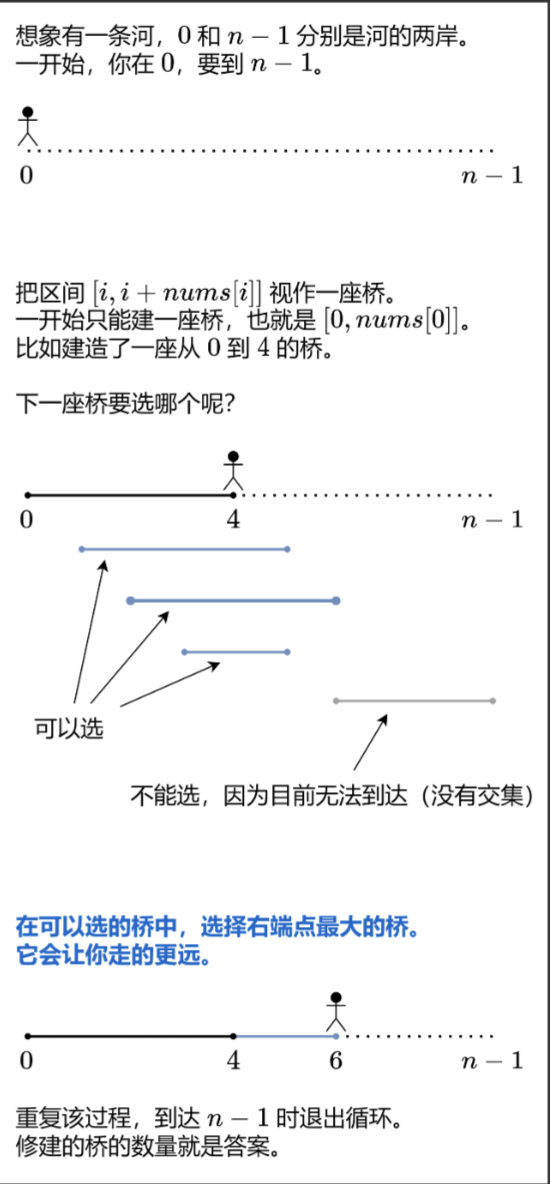 想象有一条河，0 和 n − 1 分别是河的两岸。
一开始，你在 0，要到 n − 1。
0 n − 1
把区间 [i, i + nums[i]] 视作一座桥。
一开始只能建一座桥，也就是 [0, nums[0]]。
比如建造了一座从 0 到 4 的桥。
下一座桥要选哪个呢？
0 4 n − 1
可以选
不能选，因为目前无法到达（没有交集）
在可以选的桥中，选择右端点最大的桥。
它会让你走的更远。
0 4 6 n − 1
重复该过程，到达 n − 1 时退出循环。
修建的桥的数量就是答案。